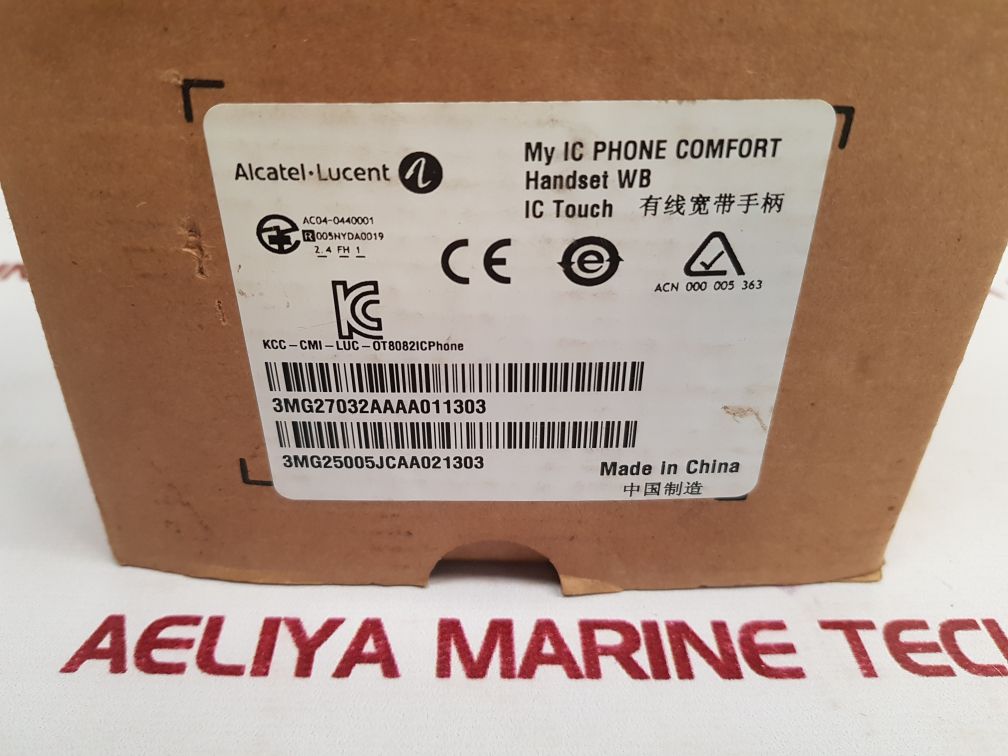 Alcatel·Lucent
My IC PHONE COMFORT
Handset WB
IC Touch 有线宽带手柄
AC04-0440001
R 005NYDA0019
2.4 FH 1
CE
e
ACN 000 005 363
KC
KCC-CMI-LUC-OT8082ICPhone
3MG27032AAAA011303
3MG25005JCAA021303
Made in China
中国制造
AELIYA MARINE TECH